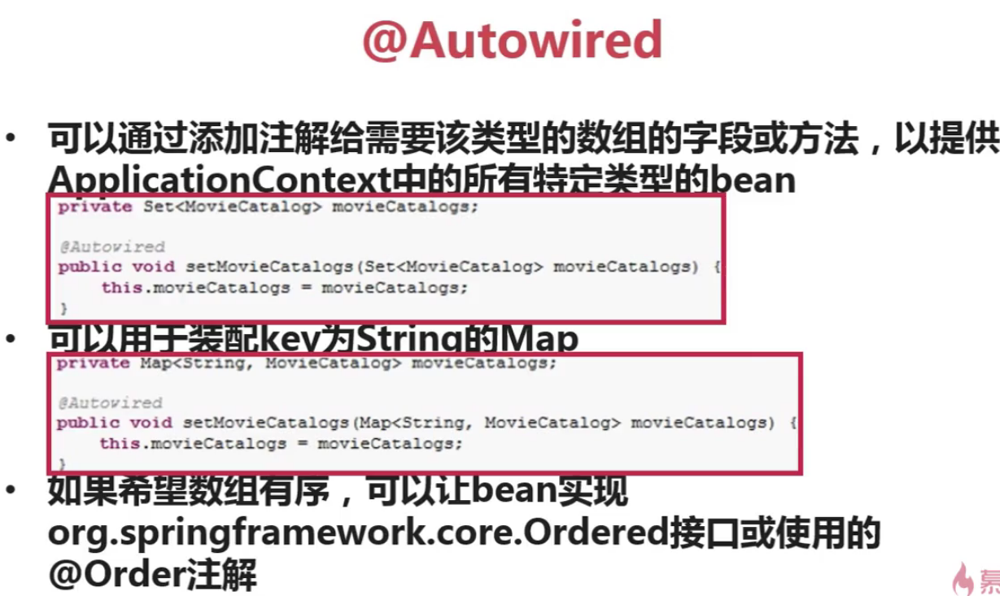 @Autowired
• 可以通过添加注解给需要该类型的数组的字段或方法，以提供
ApplicationContext中的所有特定类型的bean
private Set<MovieCatalog> movieCatalogs;
@Autowired
public void setMovieCatalogs(Set<MovieCatalog> movieCatalogs) {
this.movieCatalogs = movieCatalogs;
}
• 可以用于装配key为String的Map
private Map<String, MovieCatalog> movieCatalogs;
@Autowired
public void setMovieCatalogs(Map<String, MovieCatalog> movieCatalogs) {
this.movieCatalogs = movieCatalogs;
}
• 如果希望数组有序，可以让bean实现
org.springframework.core.Ordered接口或使用的
@Order注解